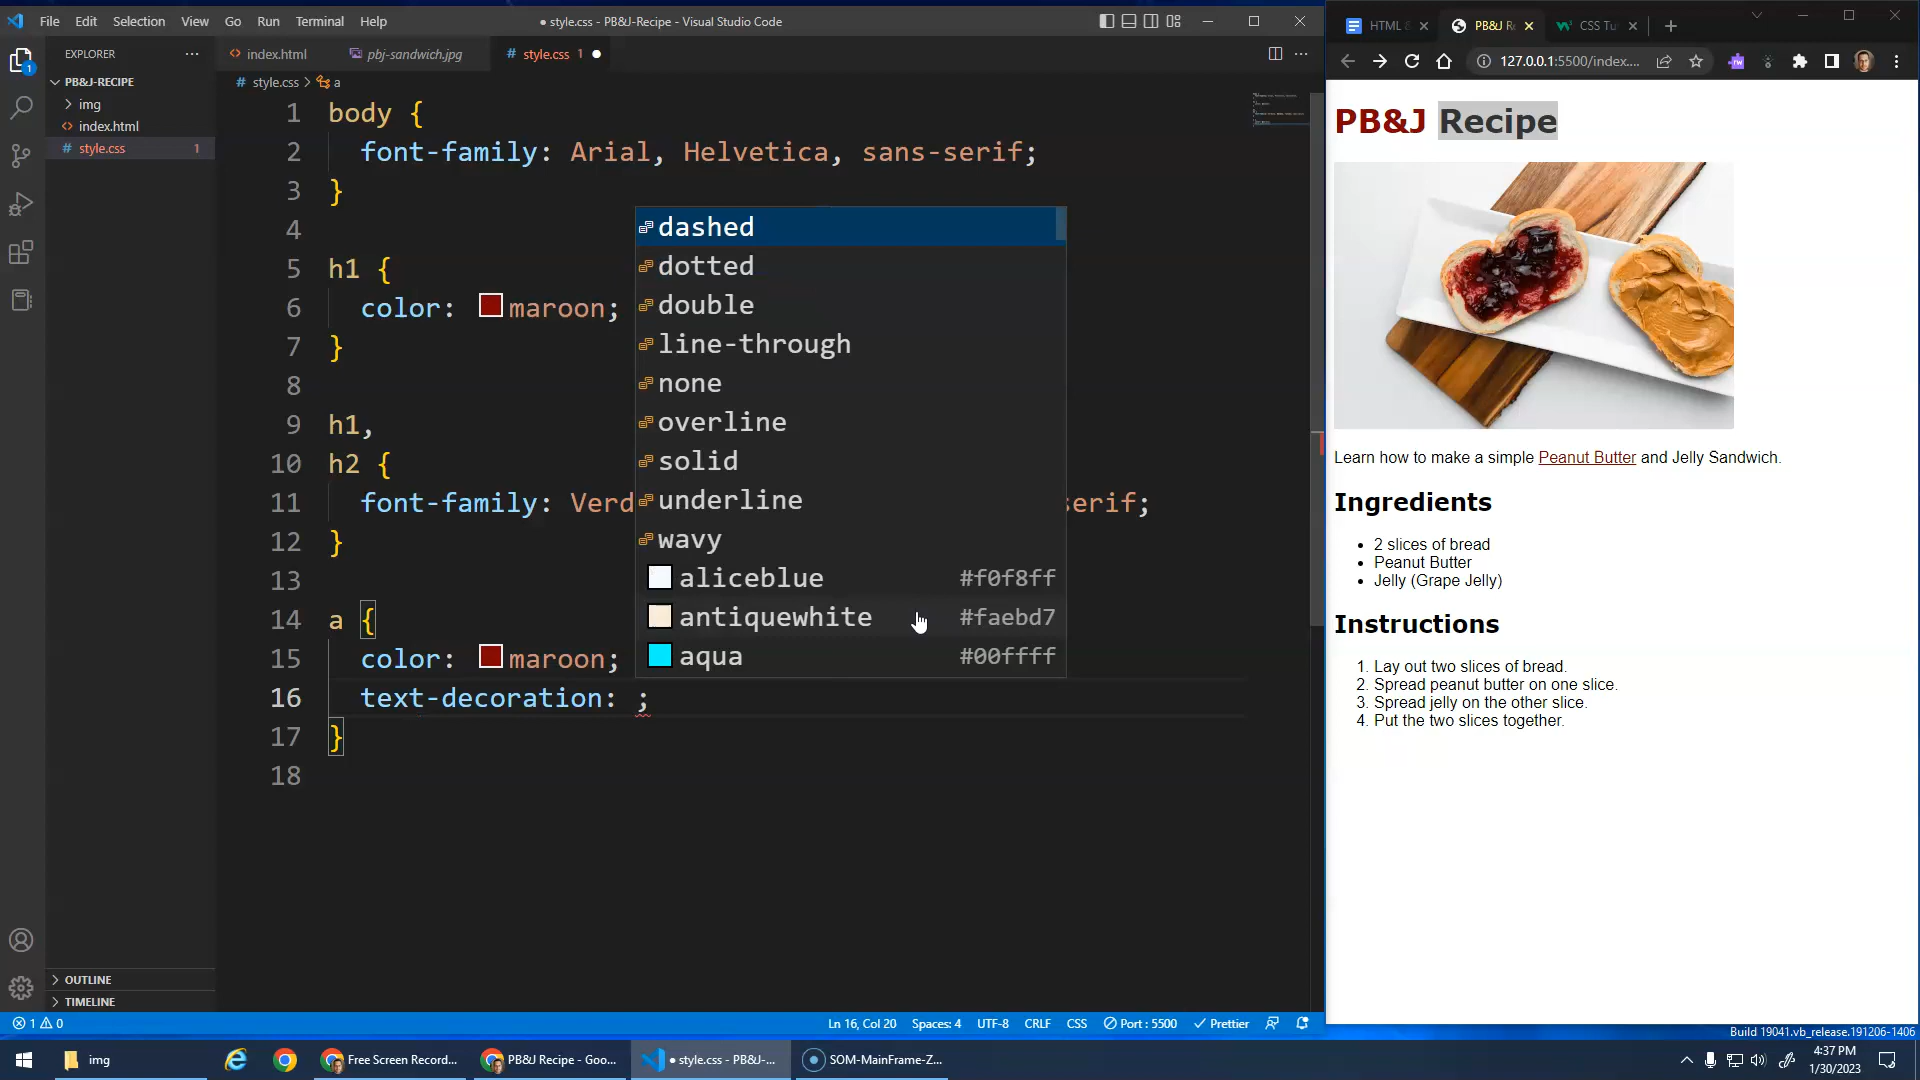 File Edit Selection View Go Run Terminal Help
● style.css - PB&J-Recipe - Visual Studio Code
EXPLORER
PB&J-RECIPE
img
index.html
style.css 1
OUTLINE
TIMELINE
index.html
pbj-sandwich.jpg
style.css 1
style.css > a
1 body {
2 font-family: Arial, Helvetica, sans-serif;
3 }
4
5 h1 {
6 color: maroon;
7 }
8
9 h1,
10 h2 {
11 font-family: Verd erif;
12 }
13
14 a {
15 color: maroon;
16 text-decoration: ;
17 }
18
dashed
dotted
double
line-through
none
overline
solid
underline
wavy
aliceblue #f0f8ff
antiquewhite #faebd7
aqua #00ffff
1
1 0
Ln 16, Col 20 Spaces: 4 UTF-8 CRLF CSS Port : 5500 Prettier
HTML &
PB&J R
CSS Tu
127.0.0.1:5500/index....
PB&J Recipe
Learn how to make a simple Peanut Butter and Jelly Sandwich.
Ingredients
• 2 slices of bread
• Peanut Butter
• Jelly (Grape Jelly)
Instructions
1. Lay out two slices of bread.
2. Spread peanut butter on one slice.
3. Spread jelly on the other slice.
4. Put the two slices together.
Build 19041.vb_release.191206-1406
img
Free Screen Record...
PB&J Recipe - Goo...
● style.css - PB&J-...
SOM-MainFrame-Z...
4:37 PM
1/30/2023